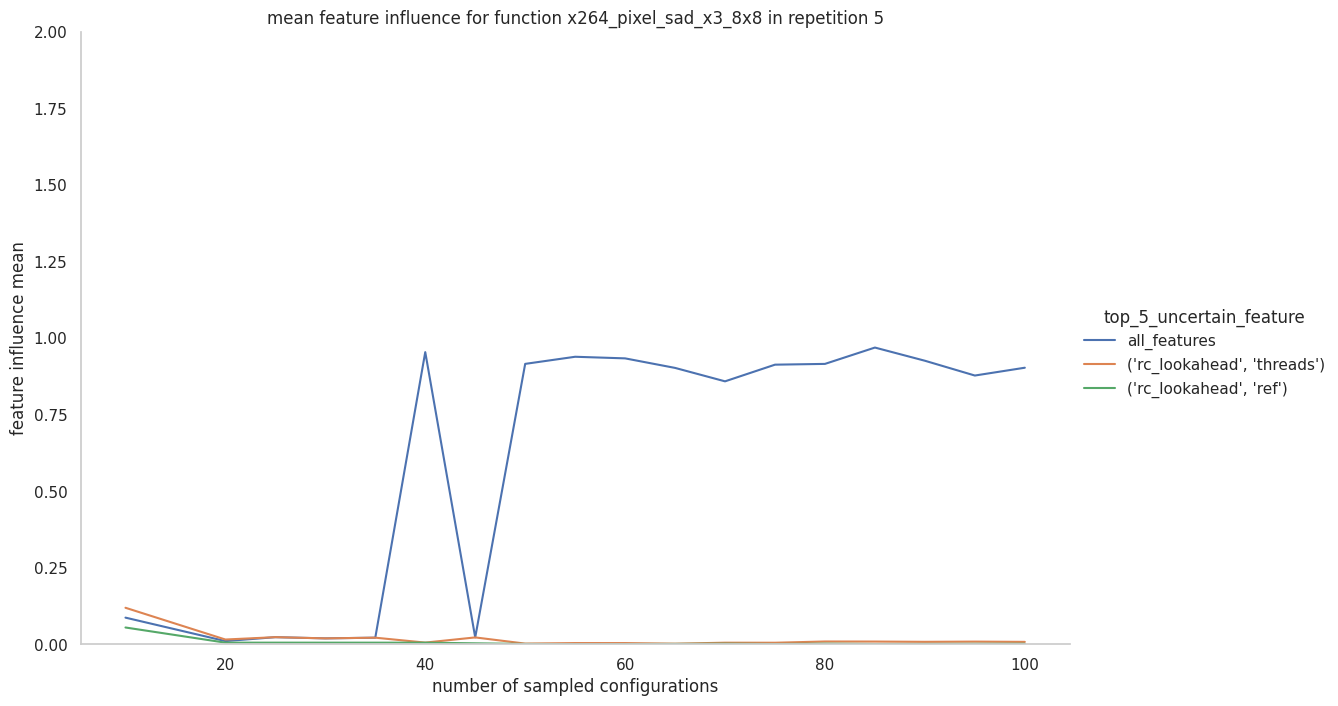 mean feature influence for function x264_pixel_sad_x3_8x8 in repetition 5
2.00
1.75
1.50
1.25
1.00
0.75
0.50
0.25
0.00
feature influence mean
20
40
60
80
100
number of sampled configurations
top_5_uncertain_feature
all_features
('rc_lookahead', 'threads')
('rc_lookahead', 'ref')